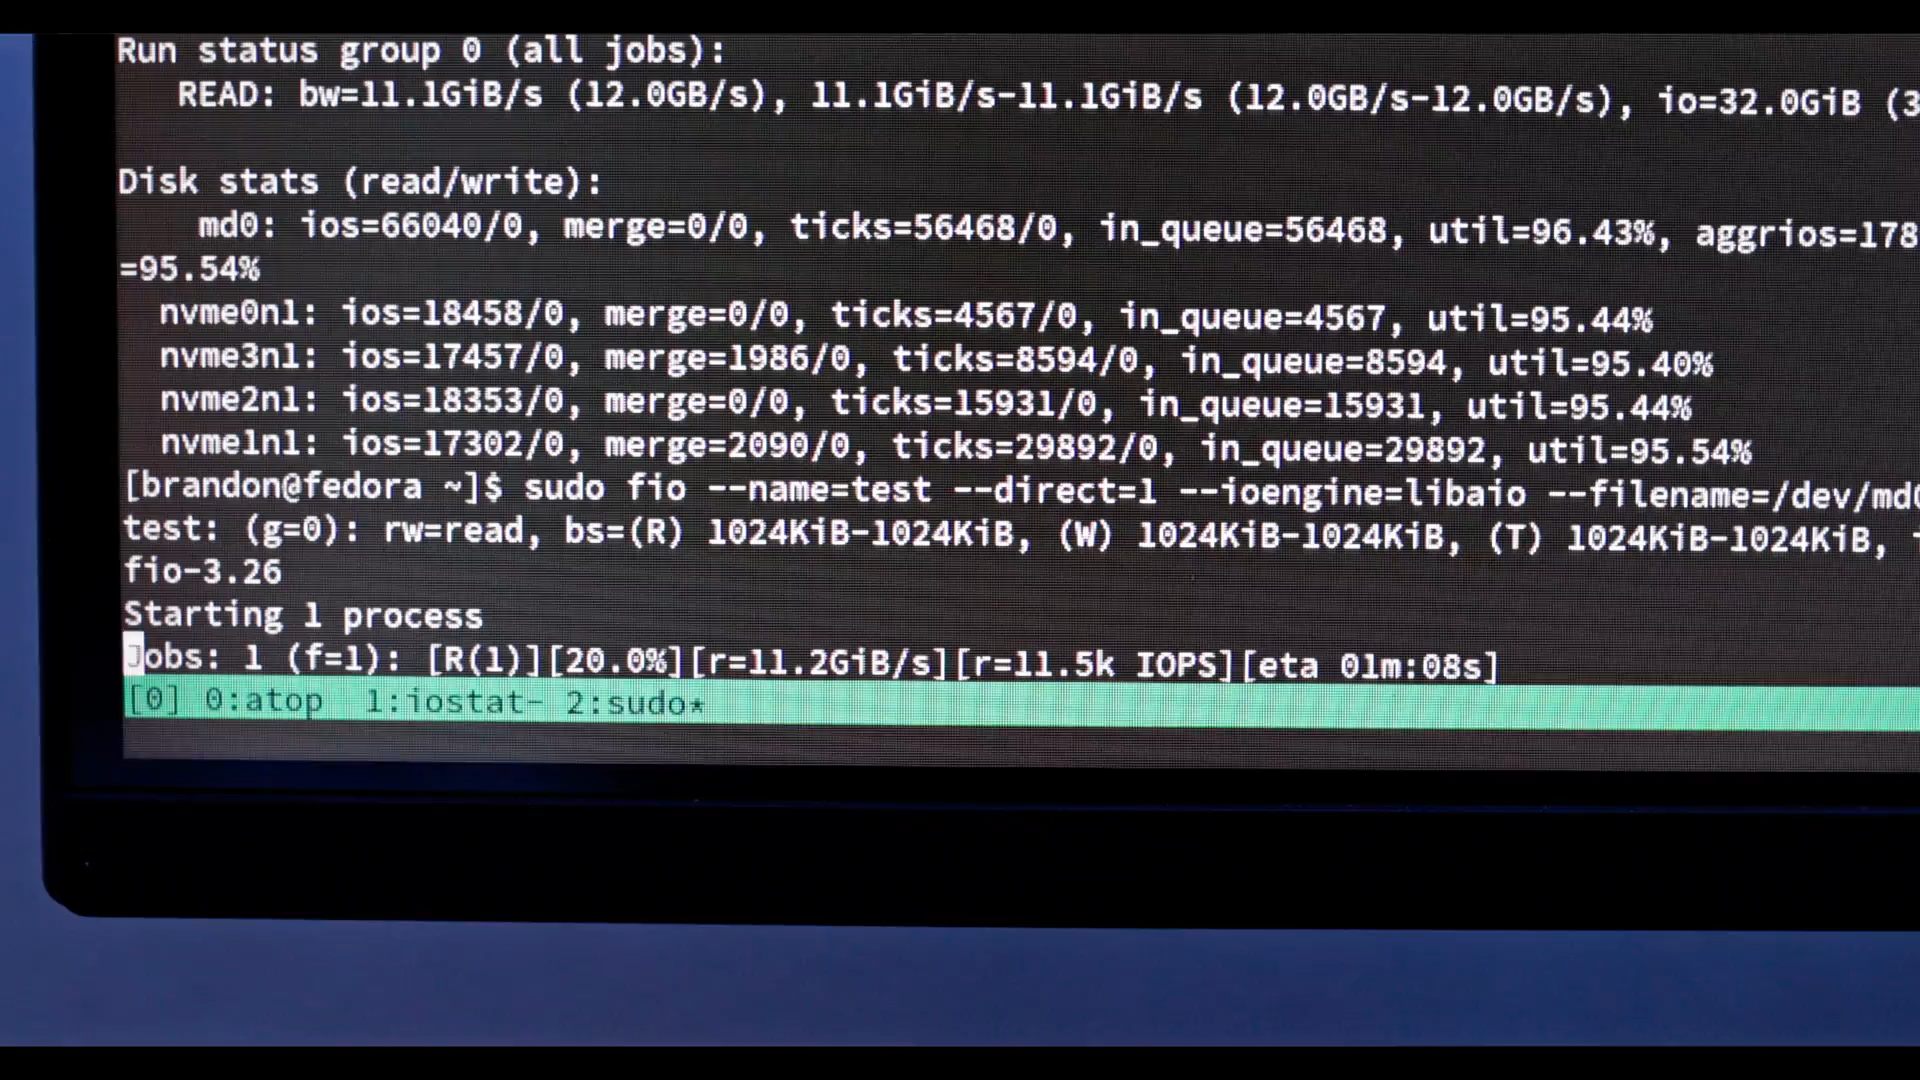 Run status group 0 (all jobs):
READ: bw=11.1GiB/s (12.0GB/s), 11.1GiB/s-11.1GiB/s (12.0GB/s-12.0GB/s), io=32.0GiB (3
Disk stats (read/write):
md0: ios=66040/0, merge=0/0, ticks=56468/0, in_queue=56468, util=96.43%, aggrios=178
=95.54%
nvme0n1: ios=18458/0, merge=0/0, ticks=4567/0, in_queue=4567, util=95.44%
nvme3n1: ios=17457/0, merge=1986/0, ticks=8594/0, in_queue=8594, util=95.40%
nvme2n1: ios=18353/0, merge=0/0, ticks=15931/0, in_queue=15931, util=95.44%
nvme1n1: ios=17302/0, merge=2090/0, ticks=29892/0, in_queue=29892, util=95.54%
[brandon@fedora ~]$ sudo fio --name=test --direct=1 --ioengine=libaio --filename=/dev/md0
test: (g=0): rw=read, bs=(R) 1024KiB-1024KiB, (W) 1024KiB-1024KiB, (T) 1024KiB-1024KiB,
fio-3.26
Starting 1 process
Jobs: 1 (f=1): [R(1)][20.0%][r=11.2GiB/s][r=11.5k IOPS][eta 01m:08s]
[0] 0:atop  1:iostat- 2:sudo*